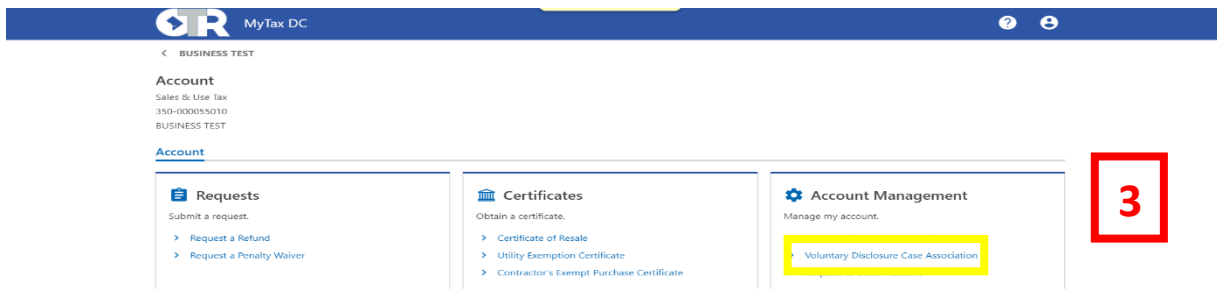 OTR MyTax DC
< BUSINESS TEST
Account
Sales & Use Tax
350-000055010
BUSINESS TEST
Account
Requests
Submit a request.
> Request a Refund
> Request a Penalty Waiver
Certificates
Obtain a certificate.
> Certificate of Resale
> Utility Exemption Certificate
> Contractor's Exempt Purchase Certificate
Account Management
Manage my account.
> Voluntary Disclosure Case Association
3